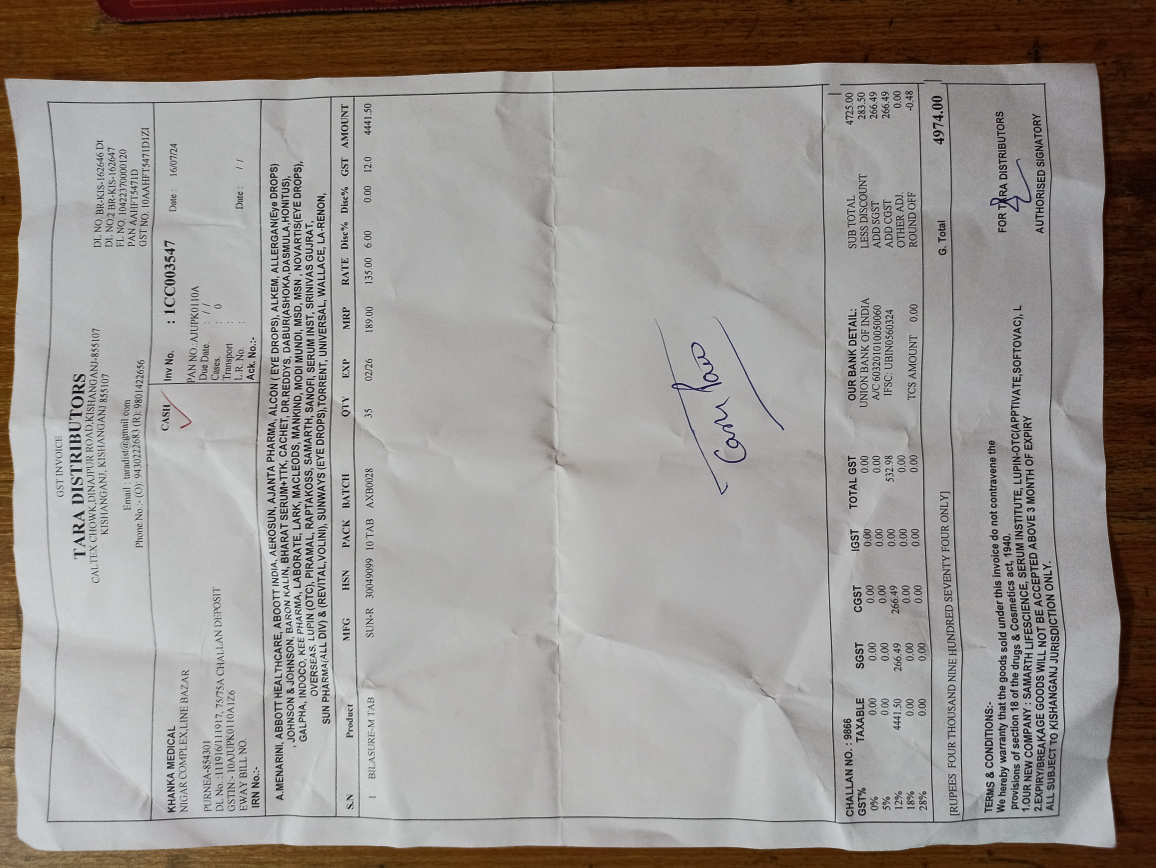 GST INVOICE
TARA DISTRIBUTORS
CALTEX CHOWK,DINAJPUR ROAD,KISHANGANJ-855107
KISHANGANJ, KISHANGANJ 855107
Email : taradist@gmail.com
Phone No.:- (O): 9430222683 (R): 9801422656
DL NO. BR-KIS-162646 Dt
DL NO.2 BR-KIS-162647
FL NO. 10422370000120
PAN AAHFT5471D
GST NO. 10AAHFT5471D1ZI
KHANKA MEDICAL
NIGAR COMPLEX,LINE BAZAR
PURNEA-854301
DL No. :111916/111917, 75/75A CHALLAN DEPOSIT
GSTIN:- 10AJUPK0110A1Z6
EWAY BILL NO.
IRN No.:-
CASH
Inv No. : 1CC003547 Date : 16/07/24
PAN NO.:AJUPK0110A
Due Date : / /
Cases. : 0
Transport :
L.R. No. : Date : / /
Ack. No.:-
A.MENARINI, ABBOTT HEALTHCARE, ABOOTT INDIA, AEROSUN, AJANTA PHARMA, ALCON ( EYE DROPS), ALKEM, ALLERGAN(Eye DROPS)
, JOHNSON & JOHNSON, BARON KALIN, BHARAT SERUM+TTK, CACHET, DR.REDDYS, DABUR(ASHOKA,DASMULA,HONITUS),
GALPHA, INDOCO, KEE PHARMA, LABORATE, LARK, MACLEODS, MANKIND, MODI MUNDI, MSD, MSN , NOVARTIS(EYE DROPS),
OVERSEAS, LUPIN (OTC), PIRAMAL, RAPTAKOSS, SAMARTH, SANOFI, SERUM INST, SRINIVAS GUJRAT,
SUN PHARMA(ALL DIV) & (REVITAL,VOLINI), SUNWAYS (EYE DROPS),TORRENT, UNIVERSAL, WALLACE, LA-RENON,
S.N Product MFG HSN PACK BATCH QTY EXP MRP RATE Disc% Disc% GST AMOUNT
1 BILASURE-M TAB SUN-R 30049099 10 TAB AXB0028 35 02/26 189.00 135.00 6.00 0.00 12.0 4441.50
CHALLAN NO. : 9866
GST% TAXABLE SGST CGST IGST TOTAL GST
0% 0.00 0.00 0.00 0.00 0.00
5% 0.00 0.00 0.00 0.00 0.00
12% 4441.50 266.49 266.49 0.00 532.98
18% 0.00 0.00 0.00 0.00 0.00
28% 0.00 0.00 0.00 0.00 0.00
OUR BANK DETAIL:
UNION BANK OF INDIA
A/C 603201010050060
IFSC: UBIN0560324
TCS AMOUNT 0.00
SUB TOTAL 4725.00
LESS DISCOUNT 283.50
ADD SGST 266.49
ADD CGST 266.49
OTHER ADJ. 0.00
ROUND OFF -0.48
[RUPEES FOUR THOUSAND NINE HUNDRED SEVENTY FOUR ONLY]
G. Total 4974.00
TERMS & CONDITIONS:-
We hereby warranty that the goods sold under this invoice do not contravene the
provisions of section 18 of the drugs & Cosmetics act, 1940.
1.OUR NEW COMPANY : SAMARTH LIFESCIENCE, SERUM INSTITUTE, LUPIN-OTC(APPTIVATE,SOFTOVAC), L
2.EXPIRY/BREAKAGE GOODS WILL NOT BE ACCEPTED ABOVE 3 MONTH OF EXPIRY
ALL SUBJECT TO KISHANGANJ JURISDICTION ONLY.
FOR TARA DISTRIBUTORS
AUTHORISED SIGNATORY